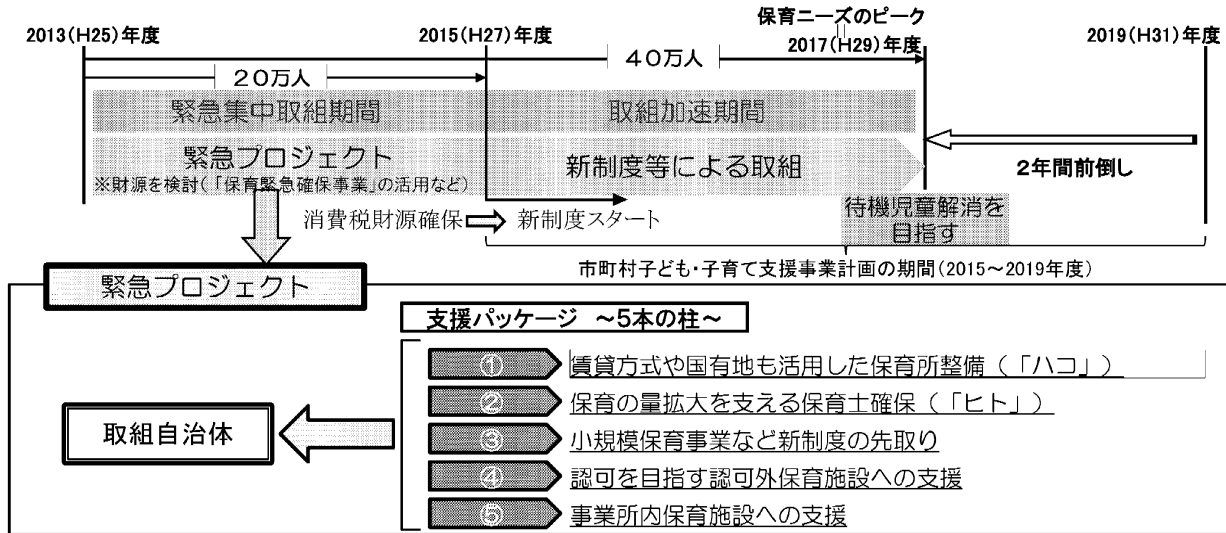 保育ニーズのピーク
2013(H25)年度
2015(H27)年度
2017(H29)年度
2019(H31)年度
20万人
40万人
緊急集中取組期間
取組加速期間
緊急プロジェクト
※財源を検討(「保育緊急確保事業」の活用など)
新制度等による取組
2年間前倒し
消費税財源確保
新制度スタート
待機児童解消を
目指す
市町村子ども・子育て支援事業計画の期間(2015～2019年度)
緊急プロジェクト
支援パッケージ ～5本の柱～
取組自治体
① 賃貸方式や国有地も活用した保育所整備(「ハコ」)
② 保育の量拡大を支える保育士確保(「ヒト」)
③ 小規模保育事業など新制度の先取り
④ 認可を目指す認可外保育施設への支援
⑤ 事業所内保育施設への支援